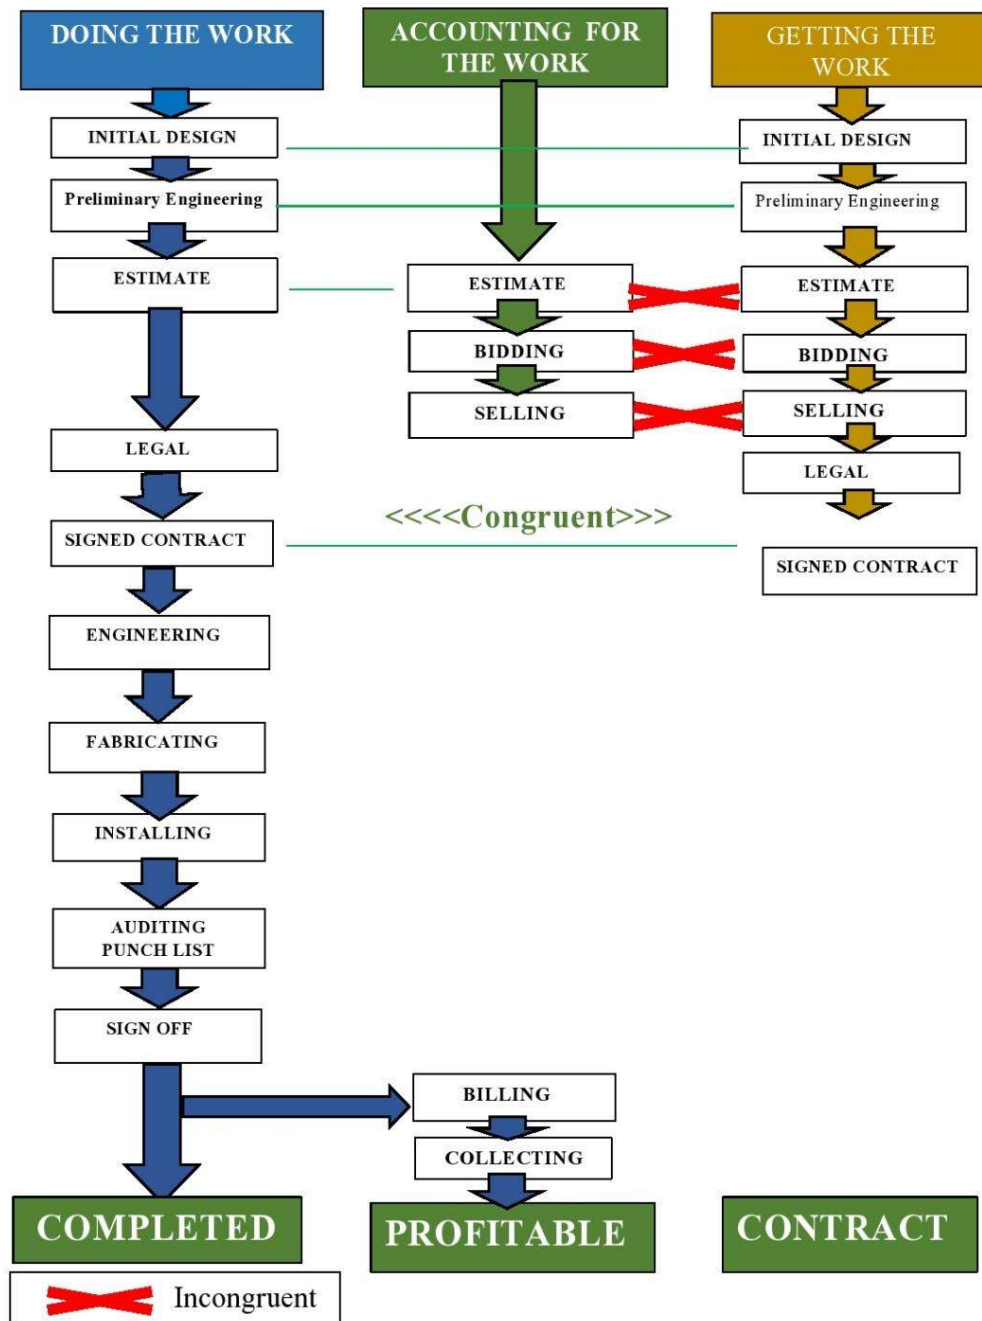 DOING THE WORK
ACCOUNTING FOR
THE WORK
GETTING THE
WORK
INITIAL DESIGN
INITIAL DESIGN
Preliminary Engineering
Preliminary Engineering
ESTIMATE
ESTIMATE
ESTIMATE
BIDDING
BIDDING
SELLING
SELLING
LEGAL
LEGAL
<<<<Congruent>>>
SIGNED CONTRACT
SIGNED CONTRACT
ENGINEERING
FABRICATING
INSTALLING
AUDITING
PUNCH LIST
SIGN OFF
BILLING
COLLECTING
COMPLETED
PROFITABLE
CONTRACT
Incongruent